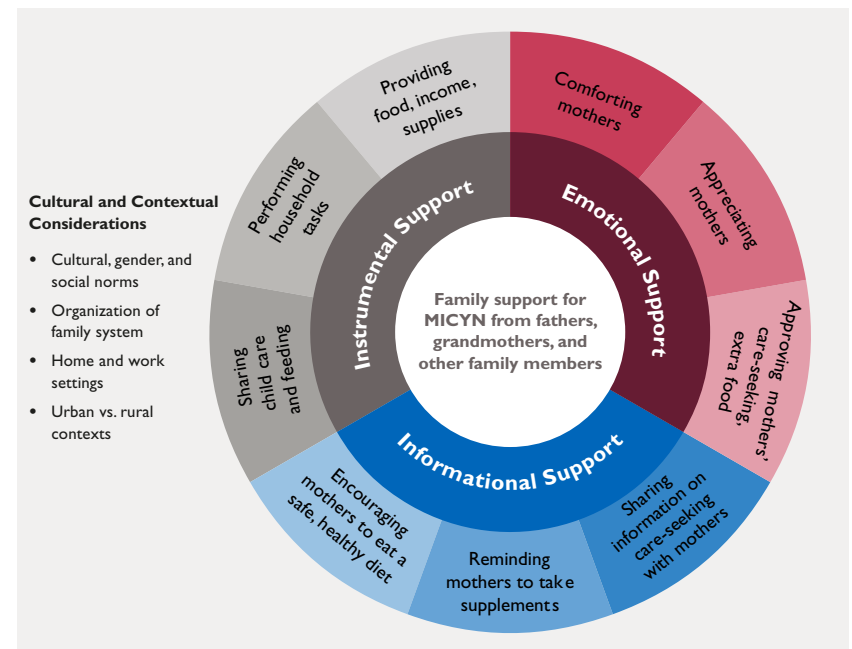 Cultural and Contextual
Considerations
• Cultural, gender, and
social norms
• Organization of
family system
• Home and work
settings
• Urban vs. rural
contexts
Family support for
MICYN from fathers,
grandmothers, and
other family members
Emotional Support
Comforting
mothers
Appreciating
mothers
Approving mothers’
care-seeking,
extra food
Informational Support
Sharing
information on
care-seeking
with mothers
Reminding
mothers to take
supplements
Encouraging
mothers to eat a
safe, healthy diet
Instrumental Support
Sharing
child care
and feeding
Performing
household
tasks
Providing
food, income,
supplies